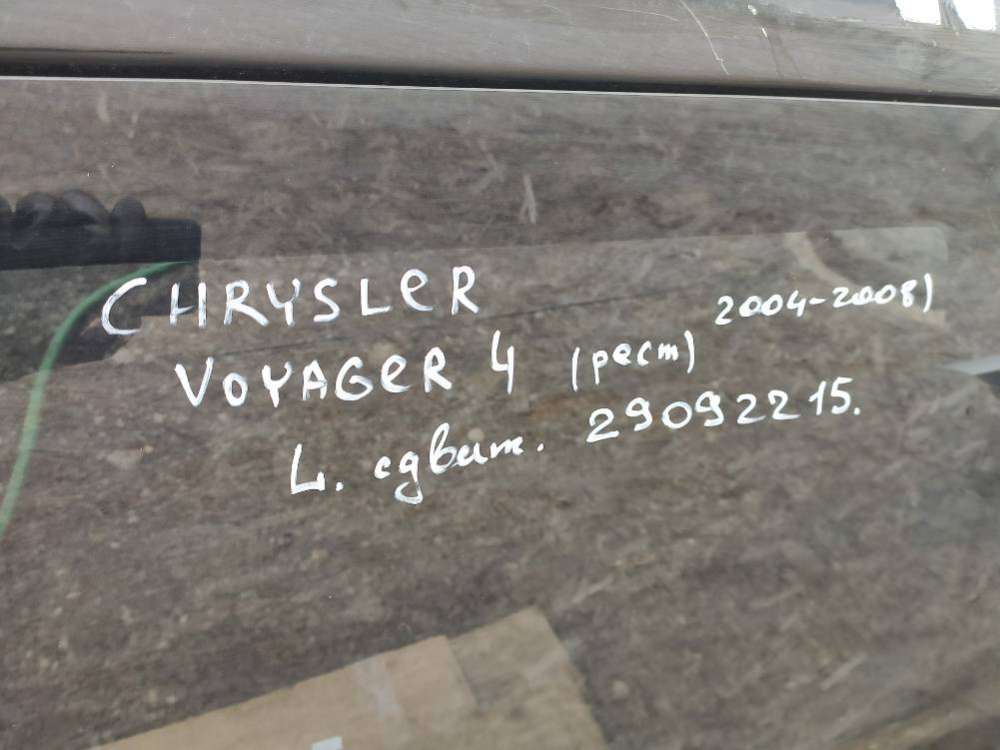 CHRYSLER
VOYAGER 4 (рест) 2004-2008)
L. сдвит. 29092215.